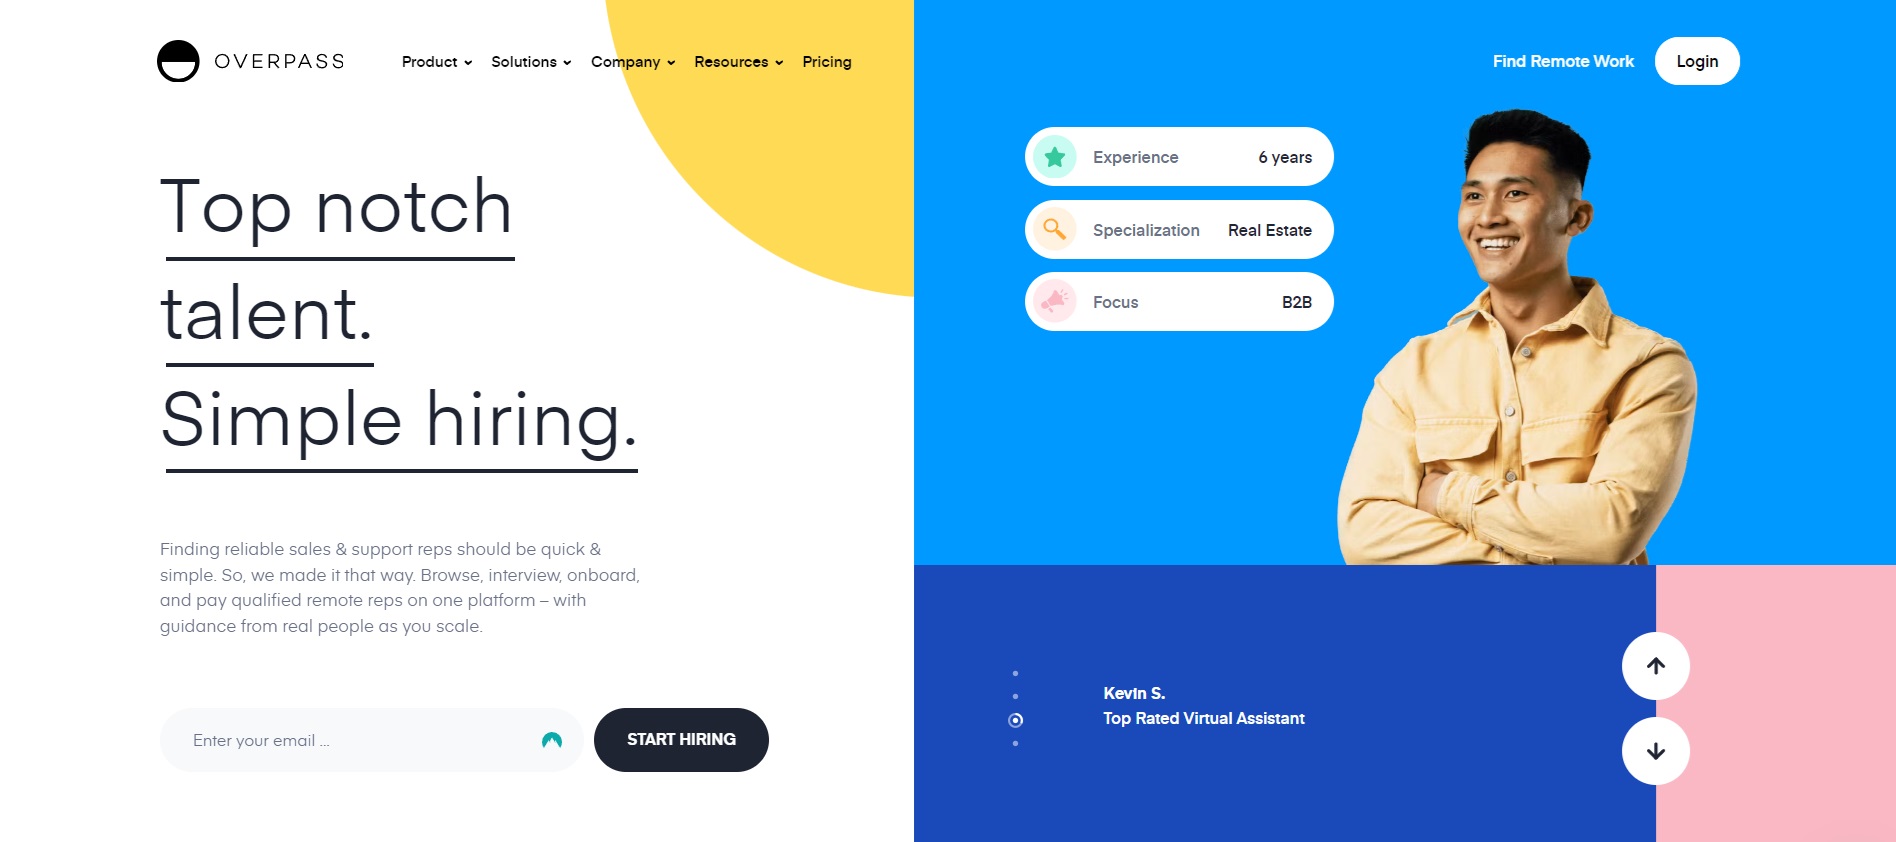 OVERPASS
Product
Solutions
Company
Resources
Pricing
Find Remote Work
Login
Top notch
talent.
Simple hiring.
Finding reliable sales & support reps should be quick &
simple. So, we made it that way. Browse, interview, onboard,
and pay qualified remote reps on one platform – with
guidance from real people as you scale.
Enter your email ...
START HIRING
Experience 6 years
Specialization Real Estate
Focus B2B
Kevin S.
Top Rated Virtual Assistant